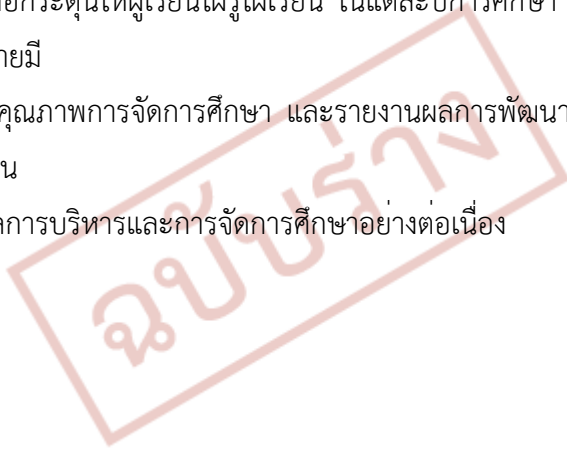 กระตุ้นให้ผู้เรียนใฝ่รู้ใฝ่เรียน ในแต่ละปีการศึกษา
ายมี
คุณภาพการจัดการศึกษา และรายงานผลการพัฒนา
น
การบริหารและการจัดการศึกษาอย่างต่อเนื่อง
ฉบับร่าง